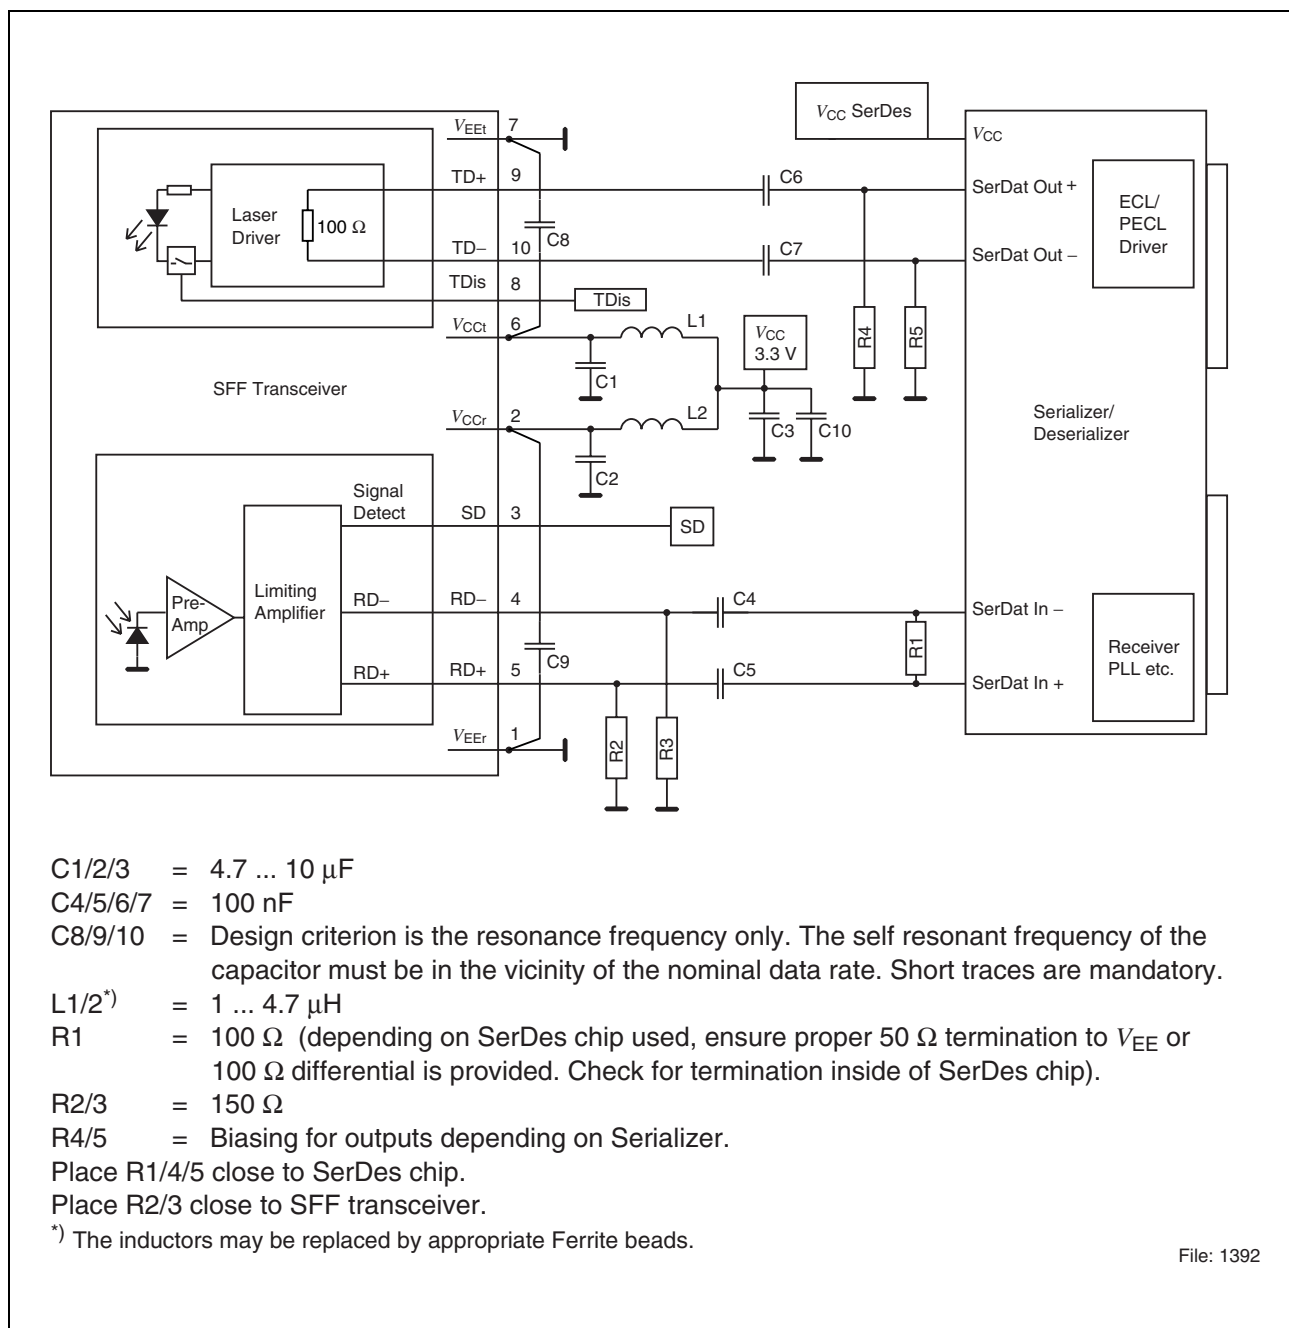 V_CC SerDes
V_EEt 7
V_CC
TD+ 9
C6
SerDat Out +
ECL/
PECL
Driver
Laser
Driver
100 Ω
C8
TD− 10
C7
SerDat Out −
TDis 8
TDis
V_CCt 6
L1
V_CC
3.3 V
R4
R5
C1
SFF Transceiver
V_CCr 2
L2
C3
C10
Serializer/
Deserializer
C2
Signal
Detect
SD 3
SD
Pre-
Amp
Limiting
Amplifier
RD−
RD− 4
C4
SerDat In −
R1
Receiver
PLL etc.
C9
RD+
RD+ 5
C5
SerDat In +
V_EEr 1
R2
R3
C1/2/3 = 4.7 ... 10 µF
C4/5/6/7 = 100 nF
C8/9/10 = Design criterion is the resonance frequency only. The self resonant frequency of the
capacitor must be in the vicinity of the nominal data rate. Short traces are mandatory.
L1/2*) = 1 ... 4.7 µH
R1 = 100 Ω (depending on SerDes chip used, ensure proper 50 Ω termination to V_EE or
100 Ω differential is provided. Check for termination inside of SerDes chip).
R2/3 = 150 Ω
R4/5 = Biasing for outputs depending on Serializer.
Place R1/4/5 close to SerDes chip.
Place R2/3 close to SFF transceiver.
*) The inductors may be replaced by appropriate Ferrite beads.
File: 1392